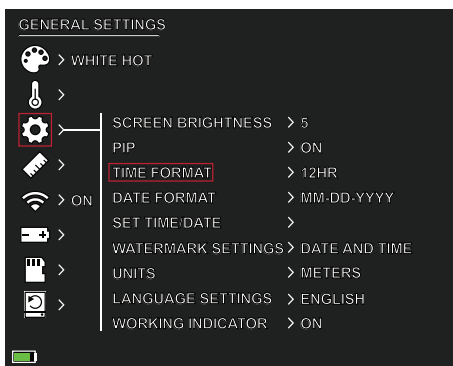 GENERAL SETTINGS
> WHITE HOT
>
>
SCREEN BRIGHTNESS > 5
PIP > ON
TIME FORMAT > 12HR
DATE FORMAT > MM-DD-YYYY
SET TIME/DATE >
WATERMARK SETTINGS > DATE AND TIME
UNITS > METERS
LANGUAGE SETTINGS > ENGLISH
WORKING INDICATOR > ON
>
> ON
>
>
>